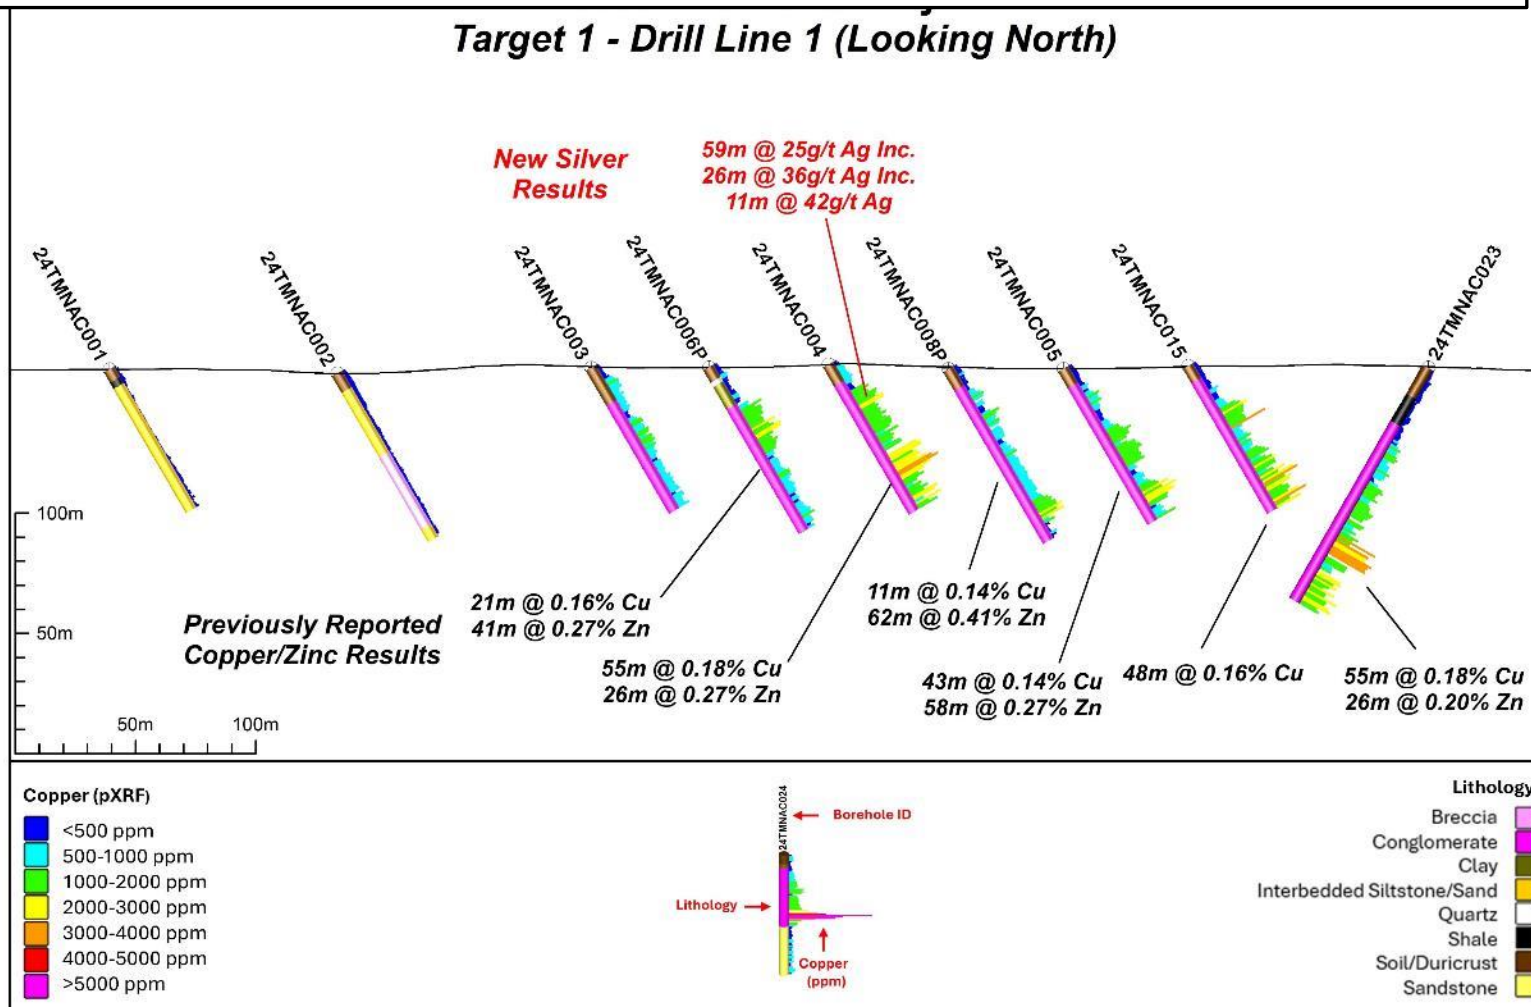 Target 1 - Drill Line 1 (Looking North)
New Silver
Results
59m @ 25g/t Ag Inc.
26m @ 36g/t Ag Inc.
11m @ 42g/t Ag
24TMNAC001
24TMNAC002
24TMNAC003
24TMNAC006P
24TMNAC004
24TMNAC008P
24TMNAC005
24TMNAC015
24TMNAC023
100m
50m
50m
100m
Previously Reported
Copper/Zinc Results
21m @ 0.16% Cu
41m @ 0.27% Zn
55m @ 0.18% Cu
26m @ 0.27% Zn
11m @ 0.14% Cu
62m @ 0.41% Zn
43m @ 0.14% Cu
58m @ 0.27% Zn
48m @ 0.16% Cu
55m @ 0.18% Cu
26m @ 0.20% Zn
Copper (pXRF)
<500 ppm
500-1000 ppm
1000-2000 ppm
2000-3000 ppm
3000-4000 ppm
4000-5000 ppm
>5000 ppm
24TMNAC024
Borehole ID
Lithology
Copper
(ppm)
Lithology
Breccia
Conglomerate
Clay
Interbedded Siltstone/Sand
Quartz
Shale
Soil/Duricrust
Sandstone